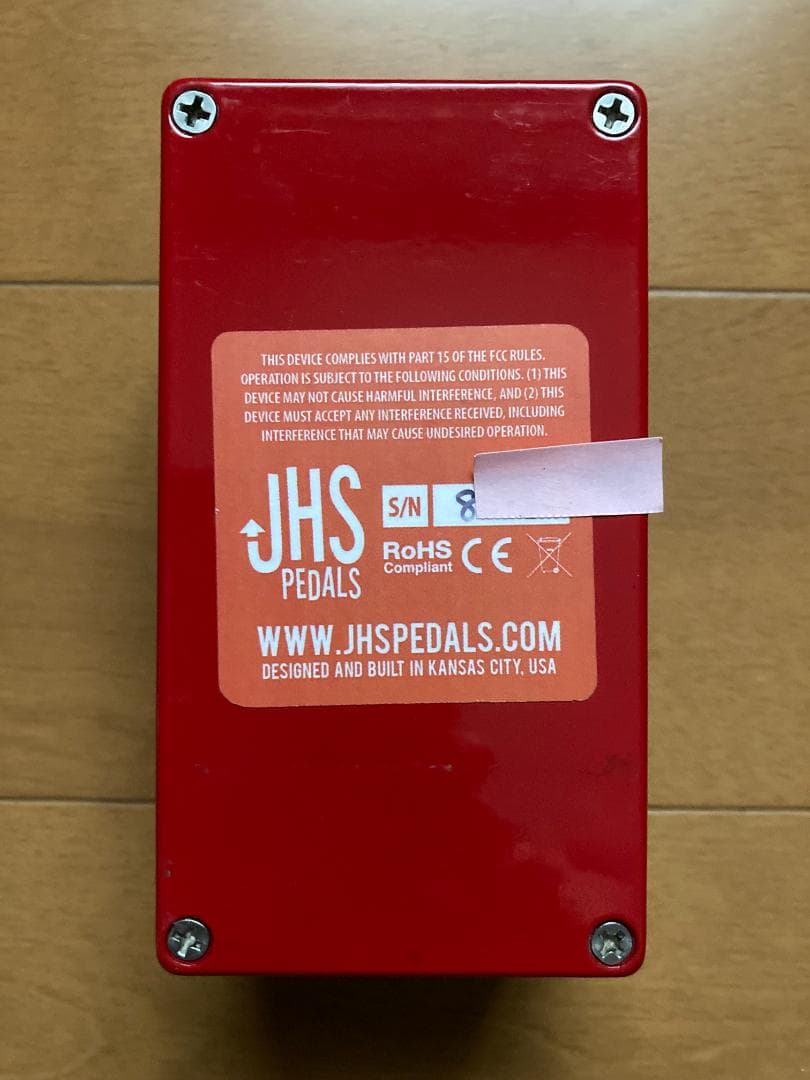 THIS DEVICE COMPLIES WITH PART 15 OF THE FCC RULES.
OPERATION IS SUBJECT TO THE FOLLOWING CONDITIONS. (1) THIS
DEVICE MAY NOT CAUSE HARMFUL INTERFERENCE, AND (2) THIS
DEVICE MUST ACCEPT ANY INTERFERENCE RECEIVED, INCLUDING
INTERFERENCE THAT MAY CAUSE UNDESIRED OPERATION.
JHS
PEDALS
S/N 8
RoHS
Compliant CE
WWW.JHSPEDALS.COM
DESIGNED AND BUILT IN KANSAS CITY, USA